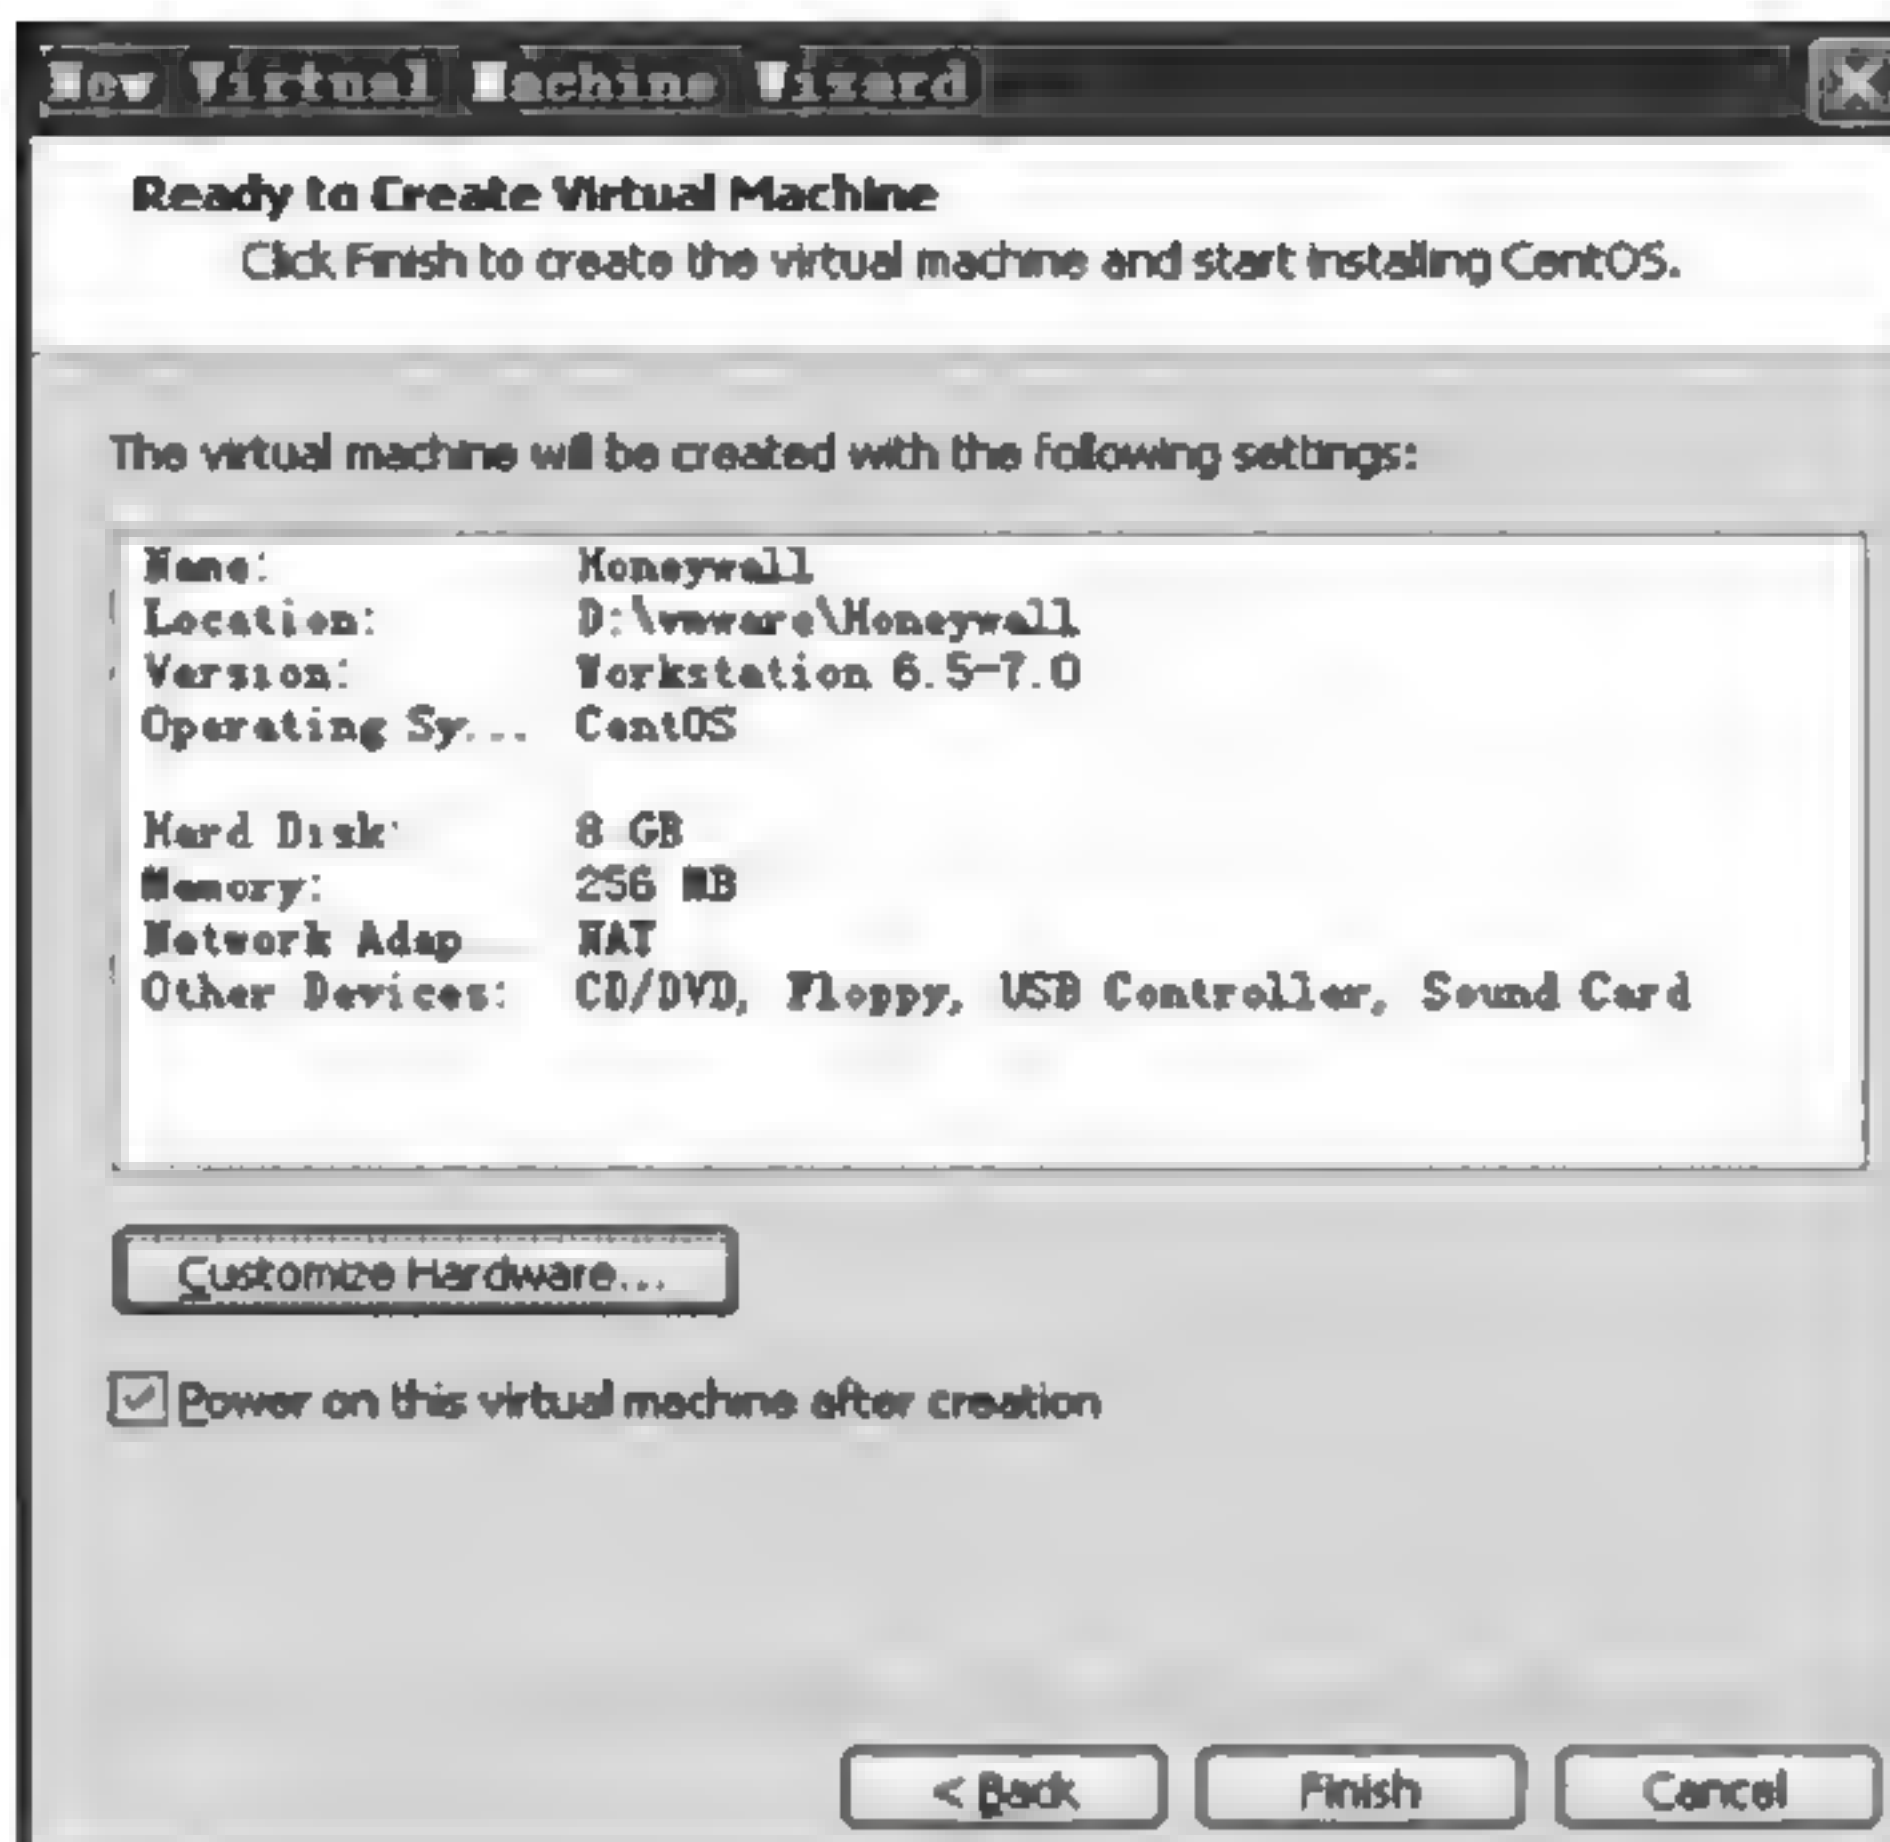 New Virtual Machine Wizard
Ready to Create Virtual Machine
Click Finish to create the virtual machine and start installing CentOS.
The virtual machine will be created with the following settings:
Name: Honeywall
Location: D:\vmware\Honeywall
Version: Workstation 6.5-7.0
Operating Sy... CentOS
Hard Disk: 8 GB
Memory: 256 MB
Network Adap NAT
Other Devices: CD/DVD, Floppy, USB Controller, Sound Card
Customize Hardware...
Power on this virtual machine after creation
< Back Finish Cancel